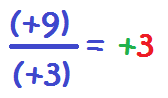 (+9)
(+3) = +3